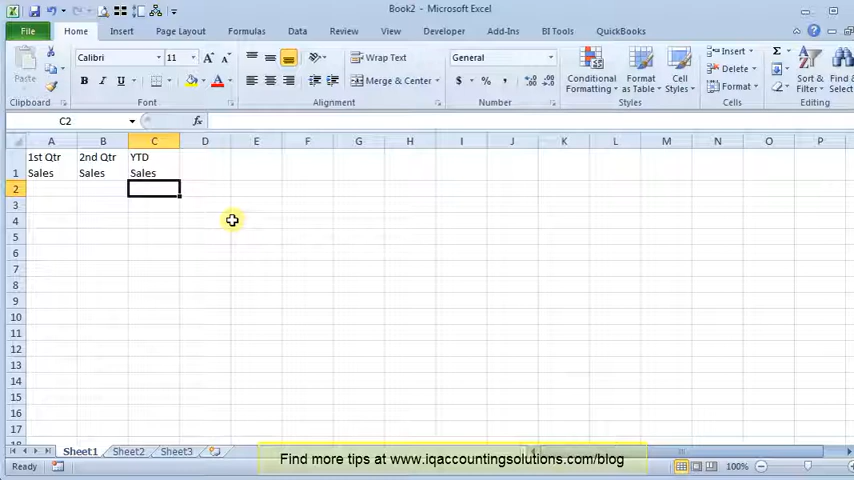 Book2 - Microsoft Excel
File Home Insert Page Layout Formulas Data Review View Developer Add-Ins BI Tools QuickBooks
Paste
Calibri 11
B I U
Wrap Text
Merge & Center
General
$ % ,
Conditional Formatting
Format as Table
Cell Styles
Insert
Delete
Format
Sort & Filter
Find & 
Clipboard Font Alignment Number Styles Cells Editing
C2 fx
A B C D E F G H I J K L M N O P
1st Qtr 2nd Qtr YTD
1 Sales Sales Sales
2
3
4
5
6
7
8
9
10
11
12
13
14
15
16
17
18
Sheet1 Sheet2 Sheet3
Find more tips at www.iqaccountingsolutions.com/blog
Ready 100%